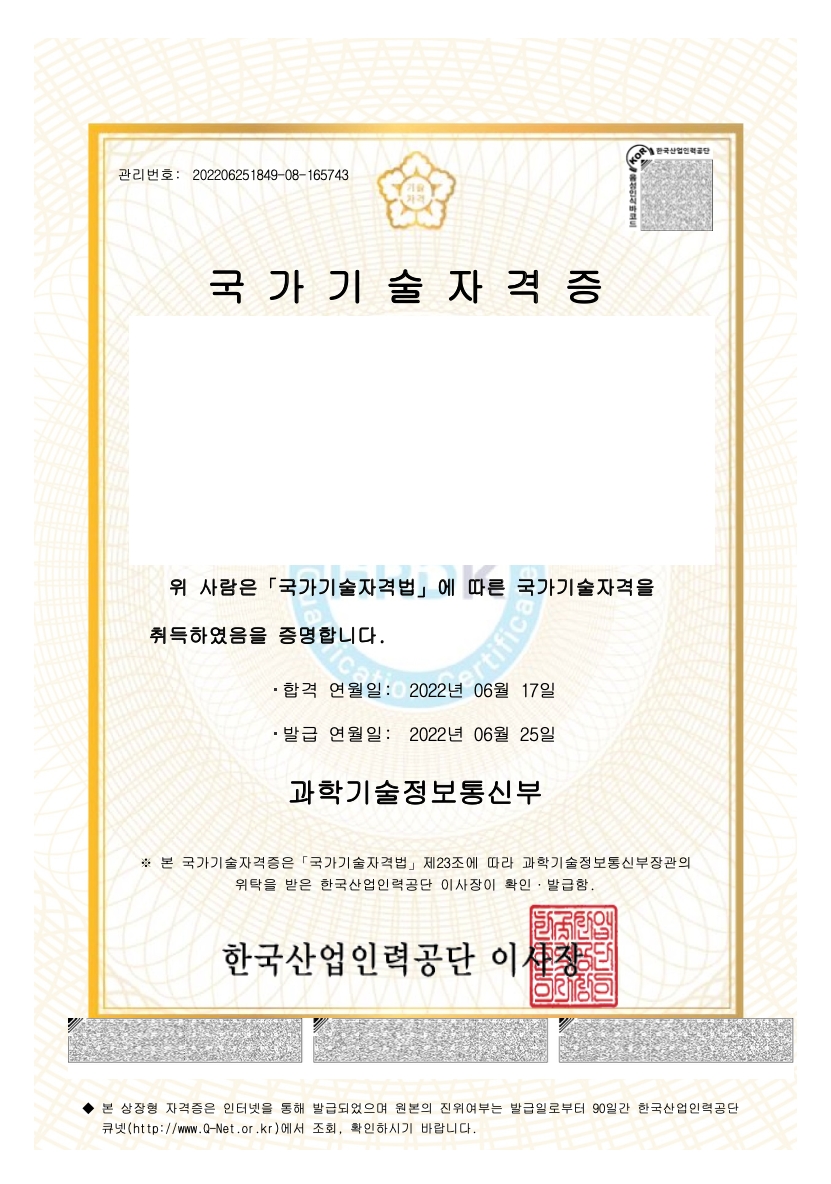 관리번호: 202206251849-08-165743
기술
자격
KOR
한국산업인력공단
음성인식바코드
국가기술자격증
HRDK
Qualification Certificate
위 사람은「국가기술자격법」에 따른 국가기술자격을
취득하였음을 증명합니다.
·합격 연월일: 2022년 06월 17일
·발급 연월일: 2022년 06월 25일
과학기술정보통신부
※ 본 국가기술자격증은「국가기술자격법」제23조에 따라 과학기술정보통신부장관의
위탁을 받은 한국산업인력공단 이사장이 확인·발급함.
한국산업인력공단 이사장
◆ 본 상장형 자격증은 인터넷을 통해 발급되었으며 원본의 진위여부는 발급일로부터 90일간 한국산업인력공단
큐넷(http://www.Q-Net.or.kr)에서 조회, 확인하시기 바랍니다.